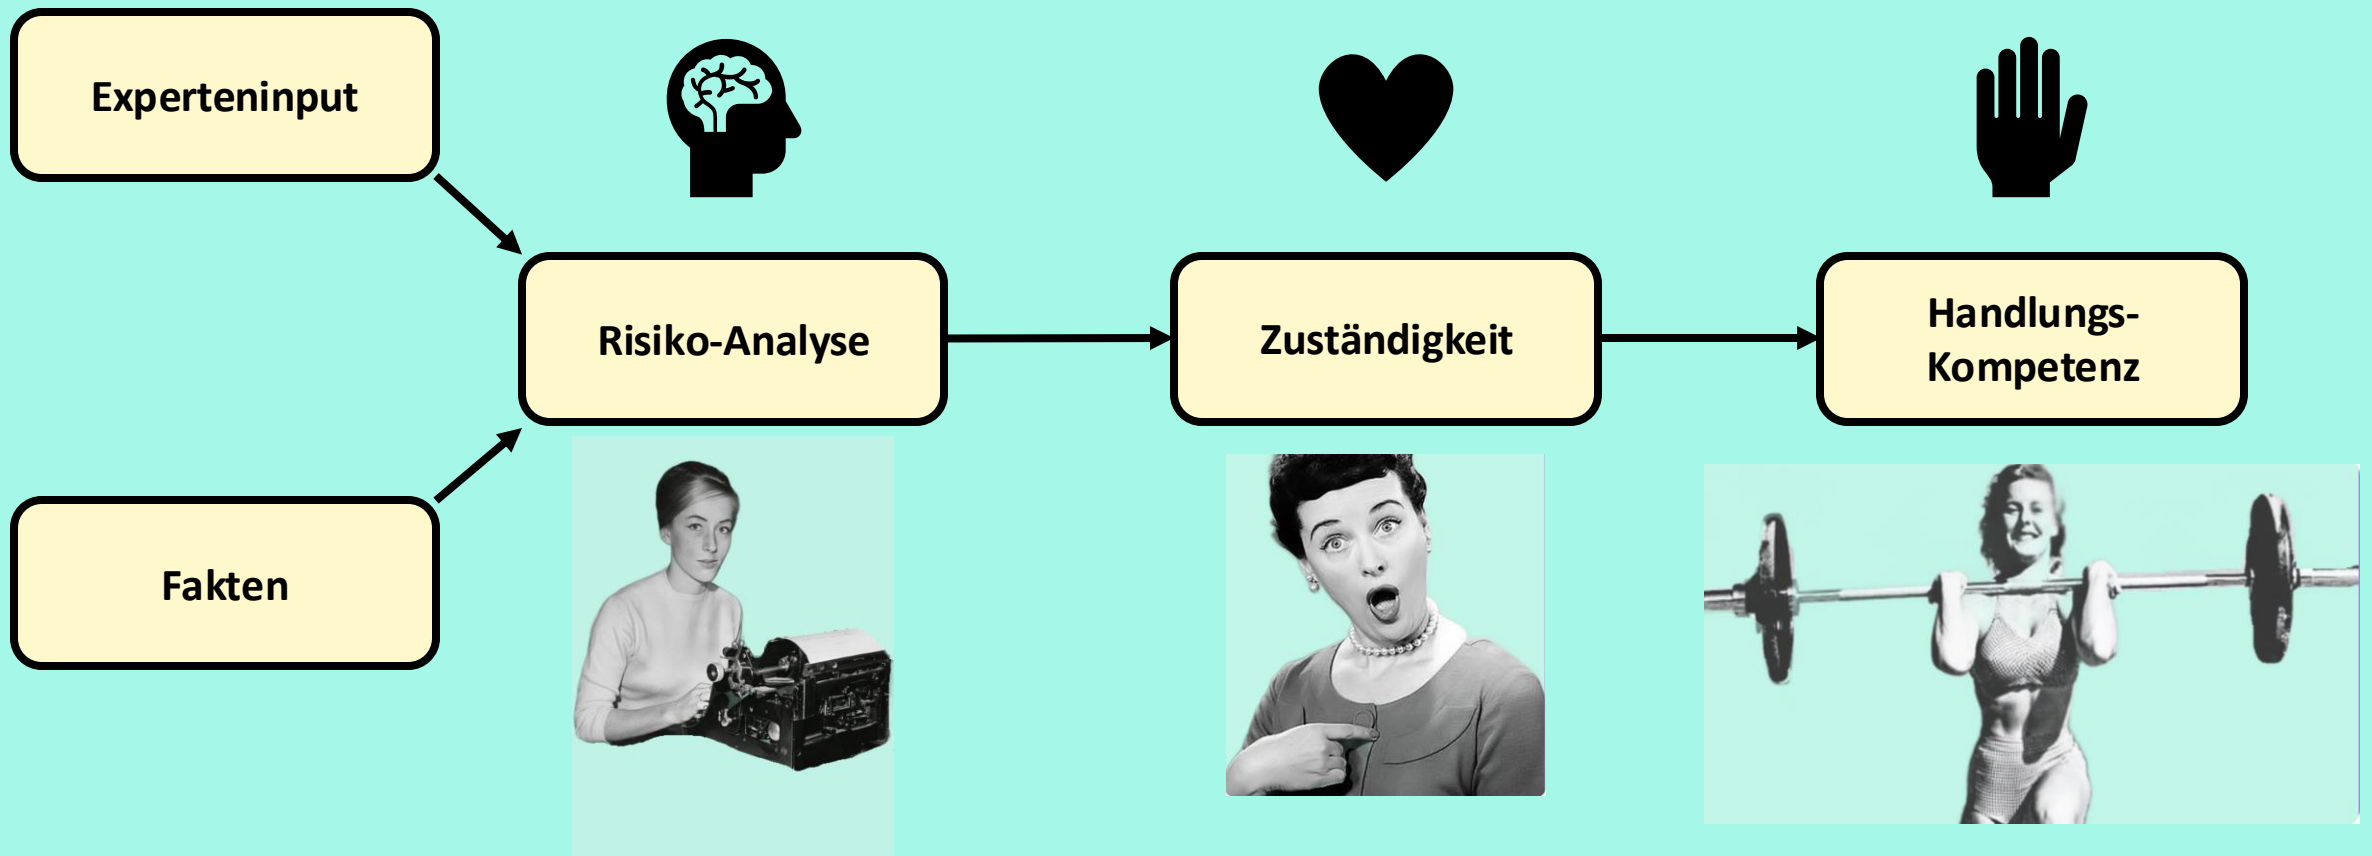 Experteninput
Risiko-Analyse
Zuständigkeit
Handlungs-
Kompetenz
Fakten